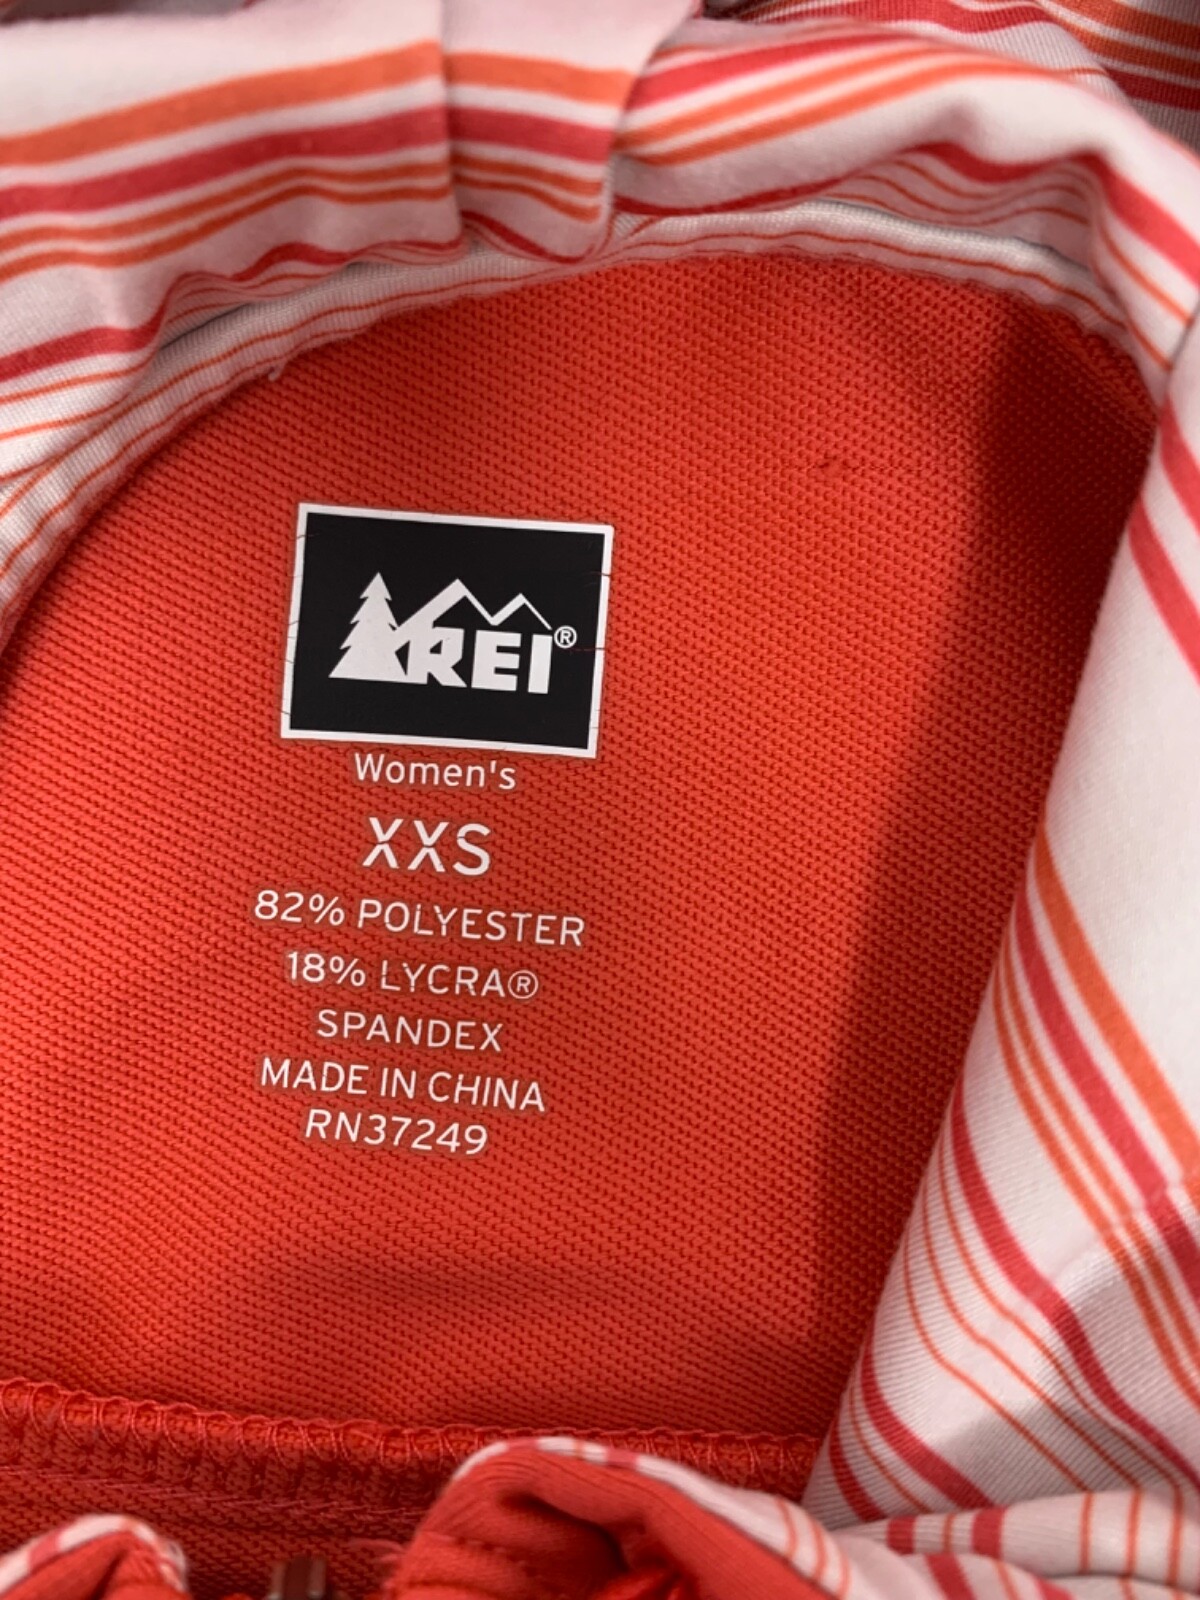 REI®
Women's
XXS
82% POLYESTER
18% LYCRA®
SPANDEX
MADE IN CHINA
RN37249